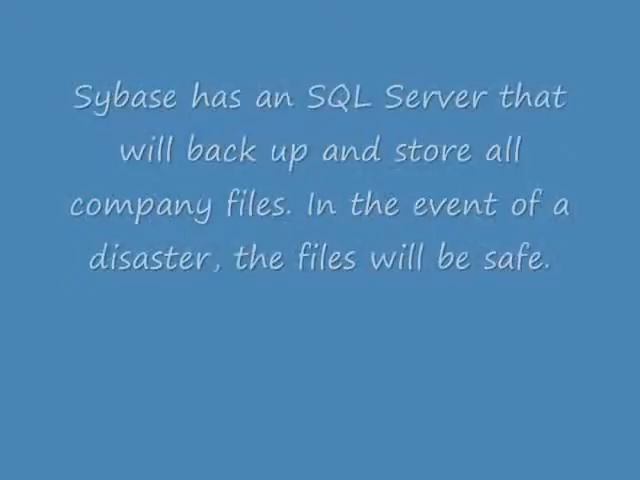 Sybase has an SQL Server that
will back up and store all
company files. In the event of a
disaster, the files will be safe.